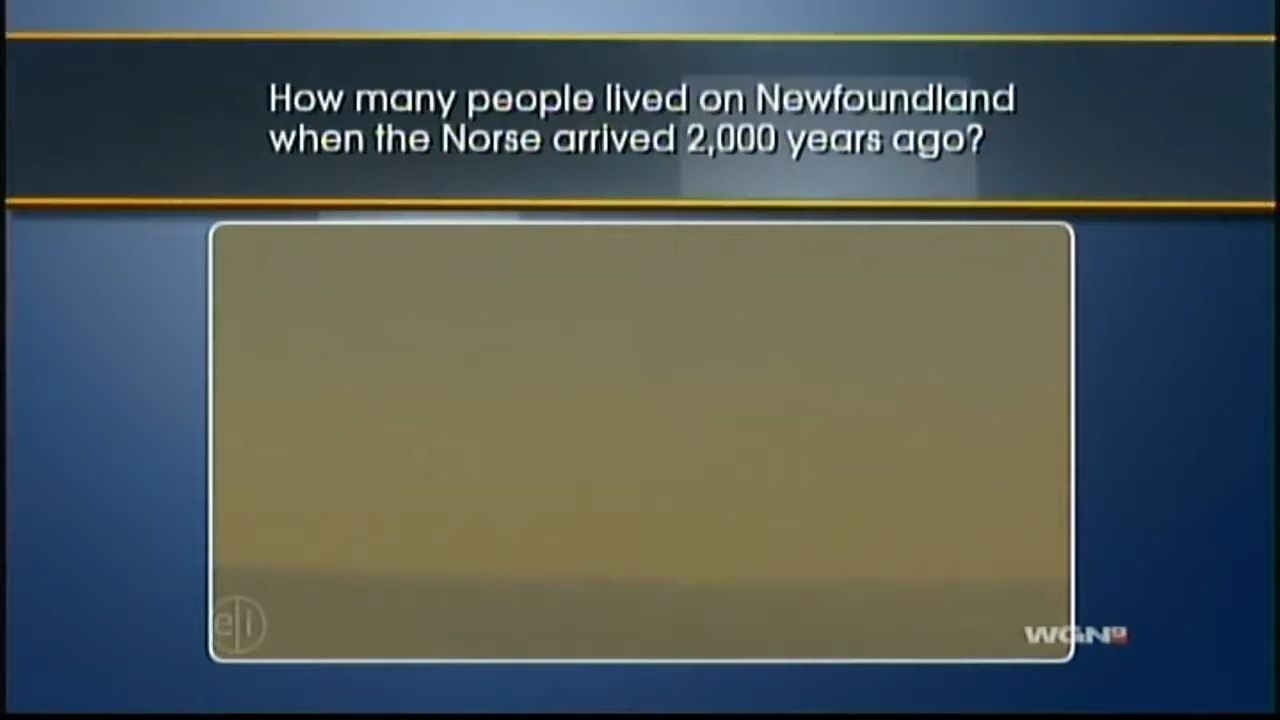 How many people lived on Newfoundland
when the Norse arrived 2,000 years ago?
e|i
WGN9